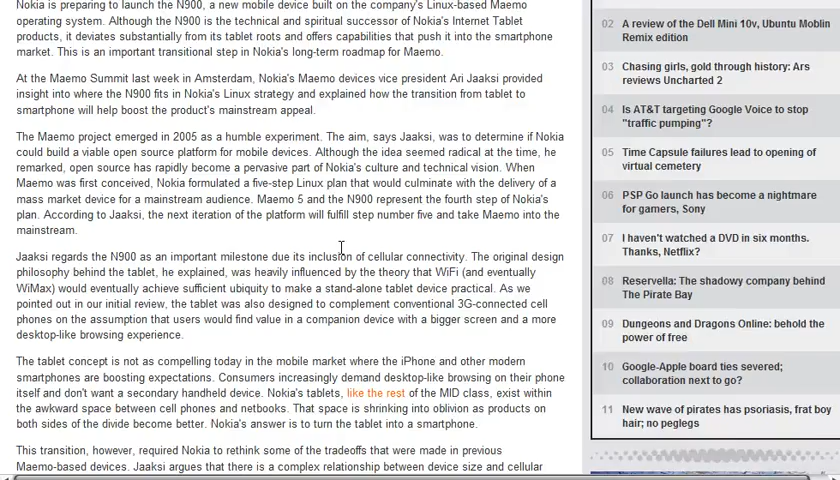 Nokia is preparing to launch the N900, a new mobile device built on the company's Linux-based Maemo
operating system. Although the N900 is the technical and spiritual successor of Nokia's Internet Tablet
products, it deviates substantially from its tablet roots and offers capabilities that push it into the smartphone
market. This is an important transitional step in Nokia's long-term roadmap for Maemo.
At the Maemo Summit last week in Amsterdam, Nokia's Maemo devices vice president Ari Jaaksi provided
insight into where the N900 fits in Nokia's Linux strategy and explained how the transition from tablet to
smartphone will help boost the product's mainstream appeal.
The Maemo project emerged in 2005 as a humble experiment. The aim, says Jaaksi, was to determine if Nokia
could build a viable open source platform for mobile devices. Although the idea seemed radical at the time, he
remarked, open source has rapidly become a pervasive part of Nokia's culture and technical vision. When
Maemo was first conceived, Nokia formulated a five-step Linux plan that would culminate with the delivery of a
mass market device for a mainstream audience. Maemo 5 and the N900 represent the fourth step of Nokia's
plan. According to Jaaksi, the next iteration of the platform will fulfill step number five and take Maemo into the
mainstream.
Jaaksi regards the N900 as an important milestone due its inclusion of cellular connectivity. The original design
philosophy behind the tablet, he explained, was heavily influenced by the theory that WiFi (and eventually
WiMax) would eventually achieve sufficient ubiquity to make a stand-alone tablet device practical. As we
pointed out in our initial review, the tablet was also designed to complement conventional 3G-connected cell
phones on the assumption that users would find value in a companion device with a bigger screen and a more
desktop-like browsing experience.
The tablet concept is not as compelling today in the mobile market where the iPhone and other modern
smartphones are boosting expectations. Consumers increasingly demand desktop-like browsing on their phone
itself and don't want a secondary handheld device. Nokia's tablets, like the rest of the MID class, exist within
the awkward space between cell phones and netbooks. That space is shrinking into oblivion as products on
both sides of the divide become better. Nokia's answer is to turn the tablet into a smartphone.
This transition, however, required Nokia to rethink some of the tradeoffs that were made in previous
Maemo-based devices. Jaaksi argues that there is a complex relationship between device size and cellular
02 A review of the Dell Mini 10v, Ubuntu Moblin
Remix edition
03 Chasing girls, gold through history: Ars
reviews Uncharted 2
04 Is AT&T targeting Google Voice to stop
"traffic pumping"?
05 Time Capsule failures lead to opening of
virtual cemetery
06 PSP Go launch has become a nightmare
for gamers, Sony
07 I haven't watched a DVD in six months.
Thanks, Netflix?
08 Reservella: The shadowy company behind
The Pirate Bay
09 Dungeons and Dragons Online: behold the
power of free
10 Google-Apple board ties severed;
collaboration next to go?
11 New wave of pirates has psoriasis, frat boy
hair; no peglegs